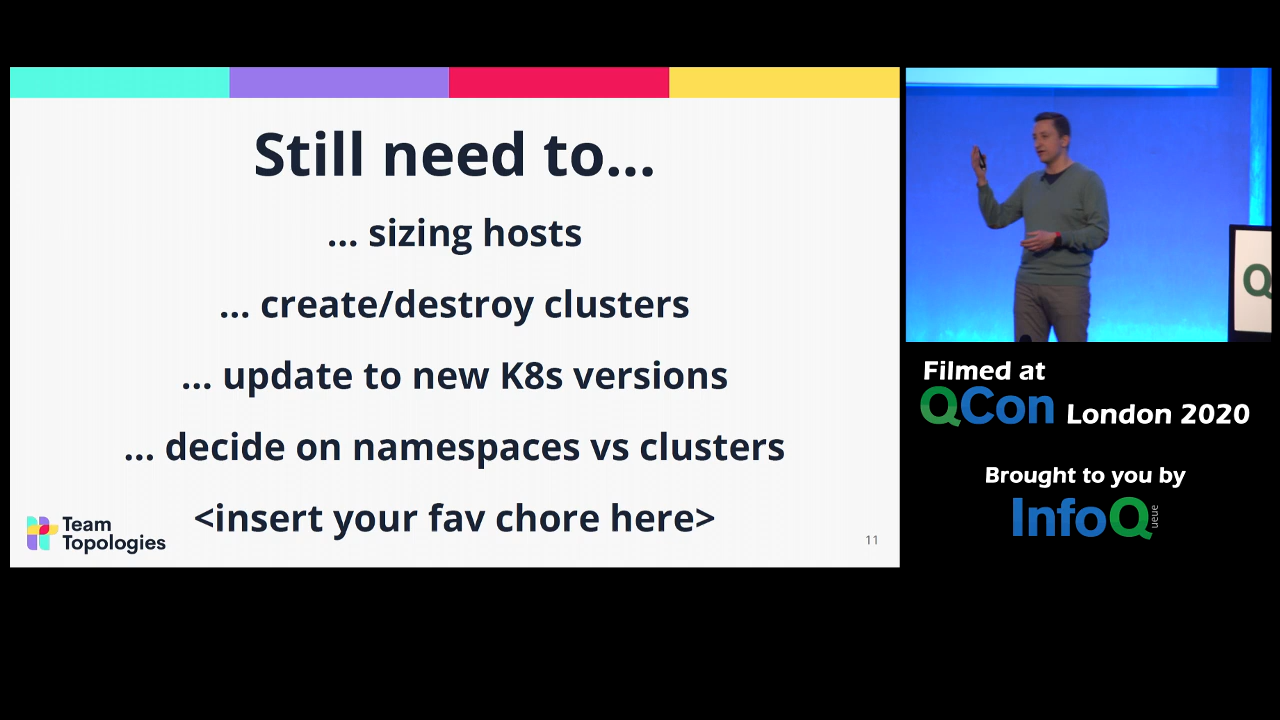 Still need to...
... sizing hosts
... create/destroy clusters
... update to new K8s versions
... decide on namespaces vs clusters
<insert your fav chore here>
Team
Topologies
11
Q
Filmed at
QCon London 2020
Brought to you by
InfoQ
ueue